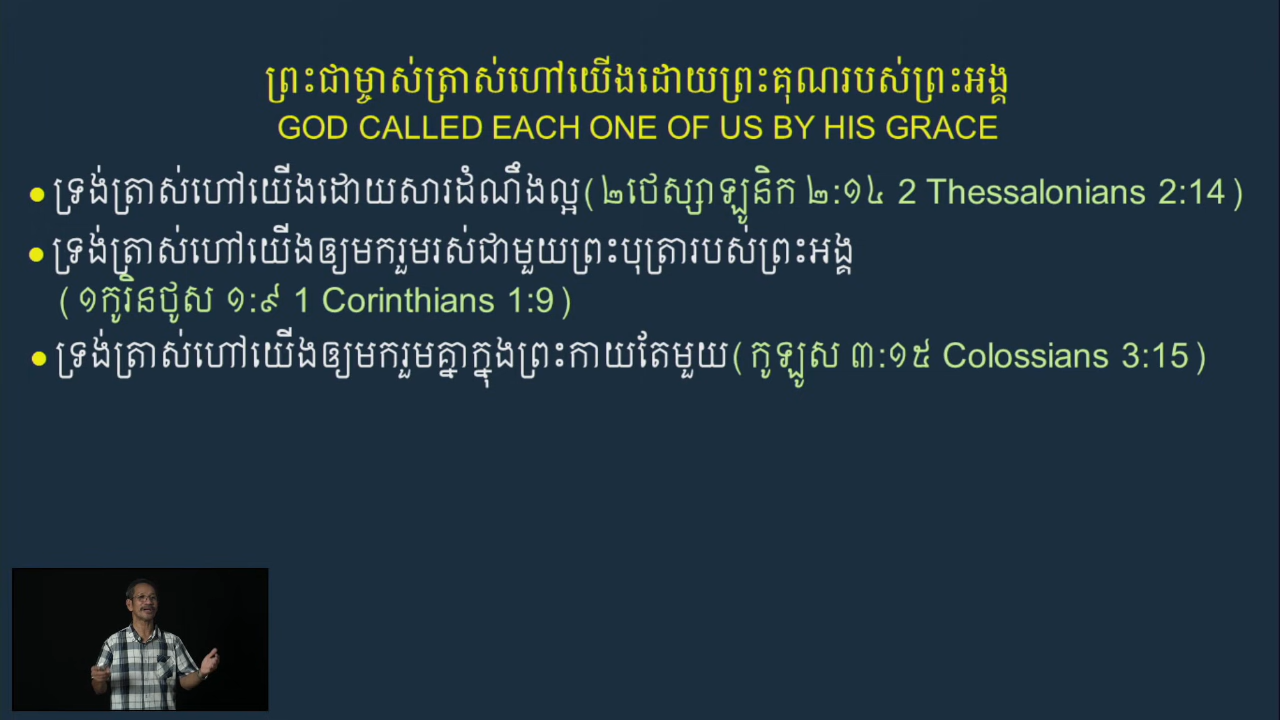 ព្រះជាម្ចាស់ត្រាស់ហៅយើងដោយព្រះគុណរបស់ព្រះអង្គ
GOD CALLED EACH ONE OF US BY HIS GRACE
• ទ្រង់ត្រាស់ហៅយើងដោយសារដំណឹងល្អ(២ថេស្សាឡូនិក ២:១៤ 2 Thessalonians 2:14)
• ទ្រង់ត្រាស់ហៅយើងឲ្យមករួមរស់ជាមួយព្រះបុត្រារបស់ព្រះអង្គ
(១កូរិនថូស ១:៩ 1 Corinthians 1:9)
• ទ្រង់ត្រាស់ហៅយើងឲ្យមករួមគ្នាក្នុងព្រះកាយតែមួយ(កូឡូស ៣:១៥ Colossians 3:15)